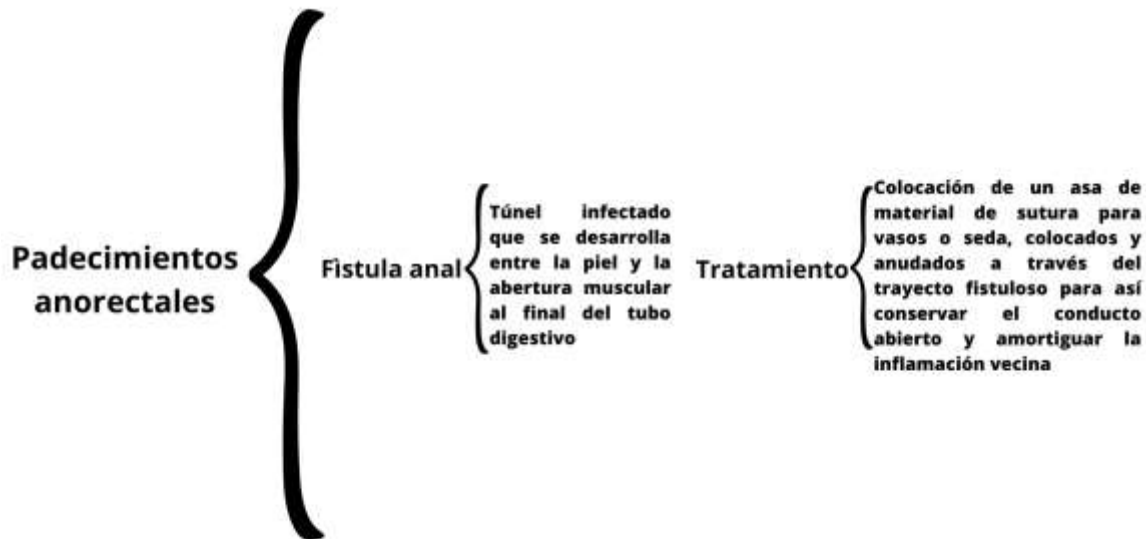 Padecimientos
anorectales
Fistula anal
Túnel infectado
que se desarrolla
entre la piel y la
abertura muscular
al final del tubo
digestivo
Tratamiento
Colocación de un asa de
material de sutura para
vasos o seda, colocados y
anudados a través del
trayecto fistuloso para así
conservar el conducto
abierto y amortiguar la
inflamación vecina